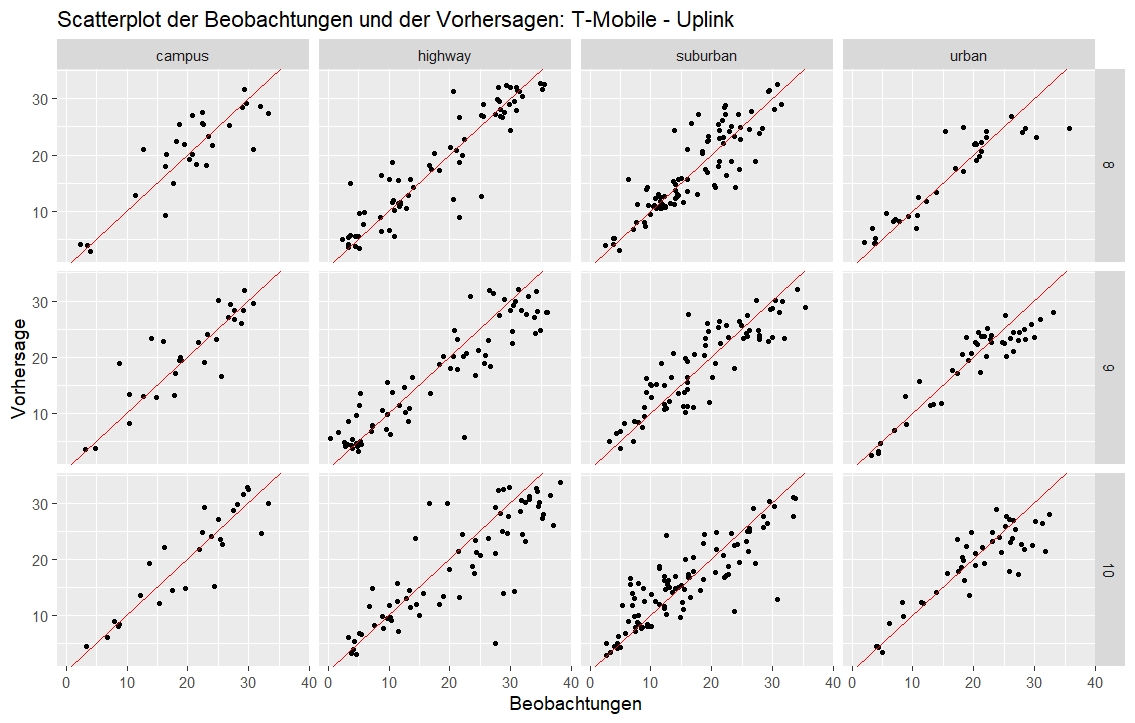 Scatterplot der Beobachtungen und der Vorhersagen: T-Mobile - Uplink
campus highway suburban urban
30
20
10
8
30
20
10
9
30
20
10
10
Vorhersage
0 10 20 30 40 0 10 20 30 40 0 10 20 30 40 0 10 20 30 40
Beobachtungen